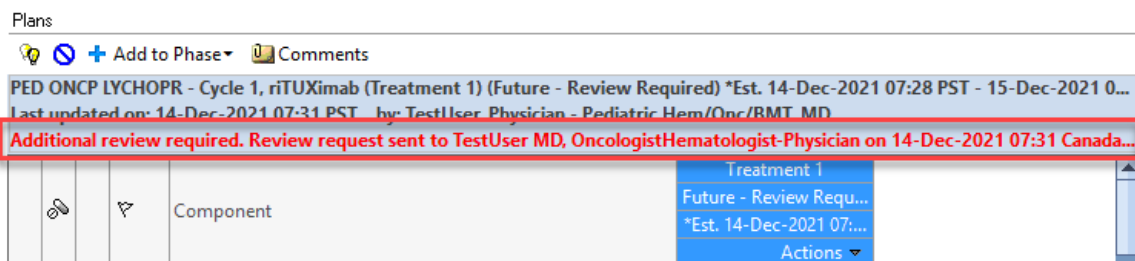 Plans
Add to Phase Comments
PED ONCP LYCHOPR - Cycle 1, riTUXimab (Treatment 1) (Future - Review Required) *Est. 14-Dec-2021 07:28 PST - 15-Dec-2021 0...
Last updated on: 14-Dec-2021 07:31 PST by: TestUser, Physician - Pediatric Hem/Onc/BMT, MD
Additional review required. Review request sent to TestUser MD, OncologistHematologist-Physician on 14-Dec-2021 07:31 Canada...
Treatment 1
Future - Review Requ...
Component
*Est. 14-Dec-2021 07:...
Actions